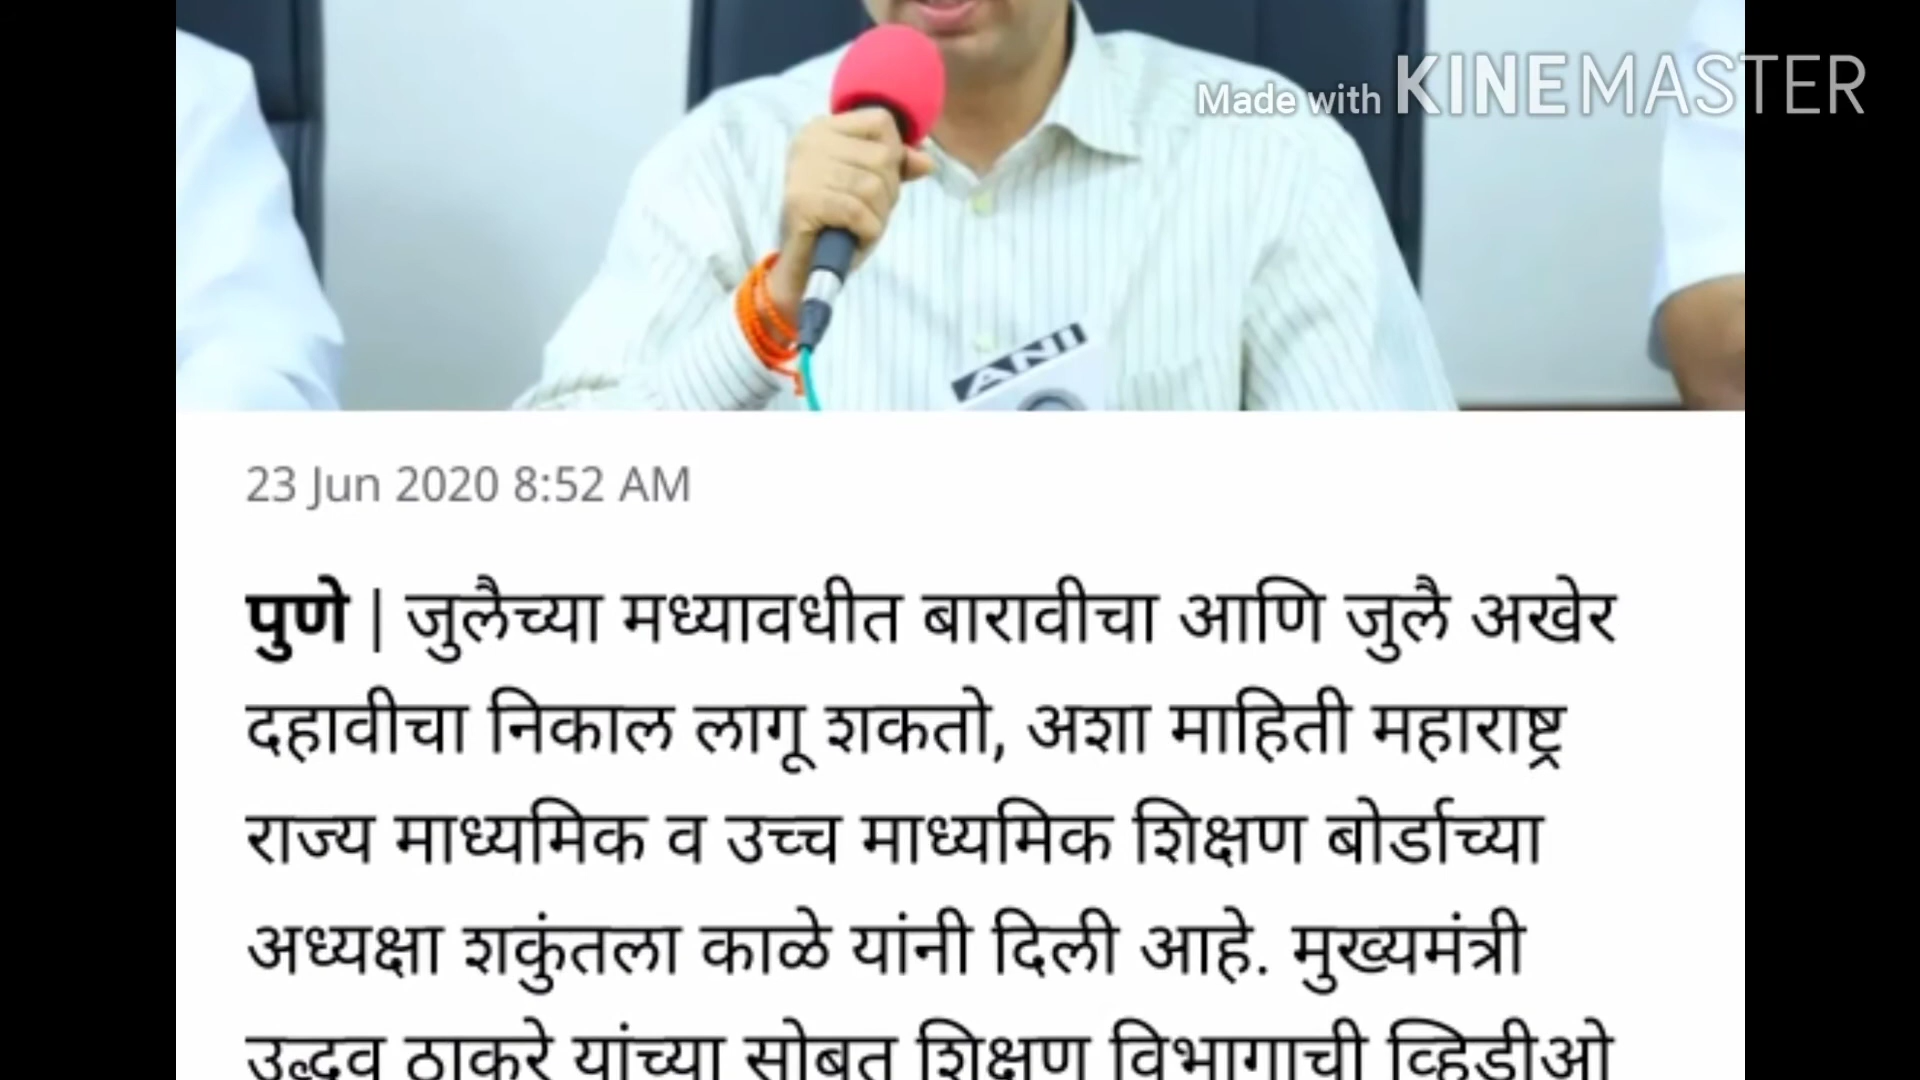 Made with KINEMASTER
ANI
23 Jun 2020 8:52 AM
पुणे | जुलैच्या मध्यावधीत बारावीचा आणि जुलै अखेर
दहावीचा निकाल लागू शकतो, अशा माहिती महाराष्ट्र
राज्य माध्यमिक व उच्च माध्यमिक शिक्षण बोर्डाच्या
अध्यक्षा शकुंतला काळे यांनी दिली आहे. मुख्यमंत्री
उद्धव ठाकरे यांच्या सोबत शिक्षण विभागाची व्हिडीओ